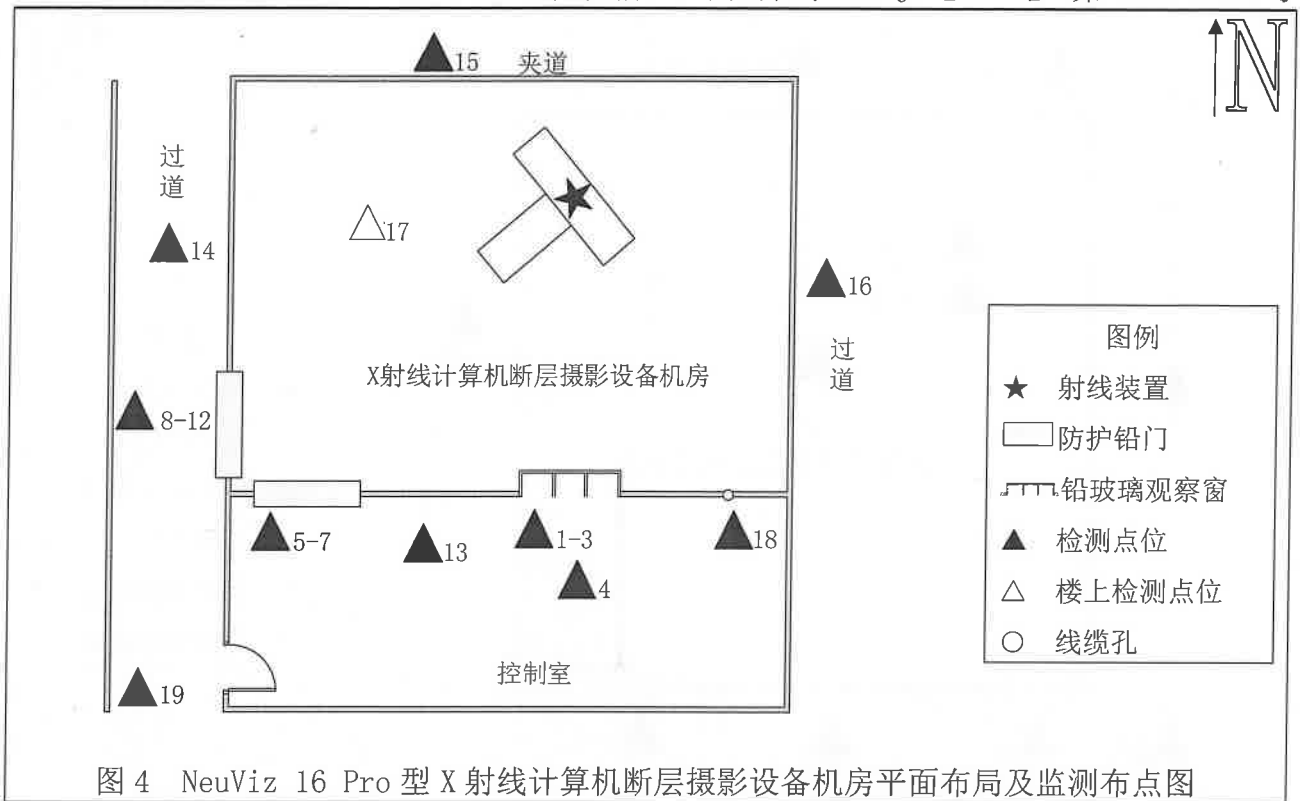 15 夹道
N
过
道
14
17
16
过
道
X射线计算机断层摄影设备机房
8-12
5-7
13
1-3
4
18
控制室
19
图例
射线装置
防护铅门
铅玻璃观察窗
检测点位
楼上检测点位
线缆孔
图 4 NeuViz 16 Pro 型 X 射线计算机断层摄影设备机房平面布局及监测布点图